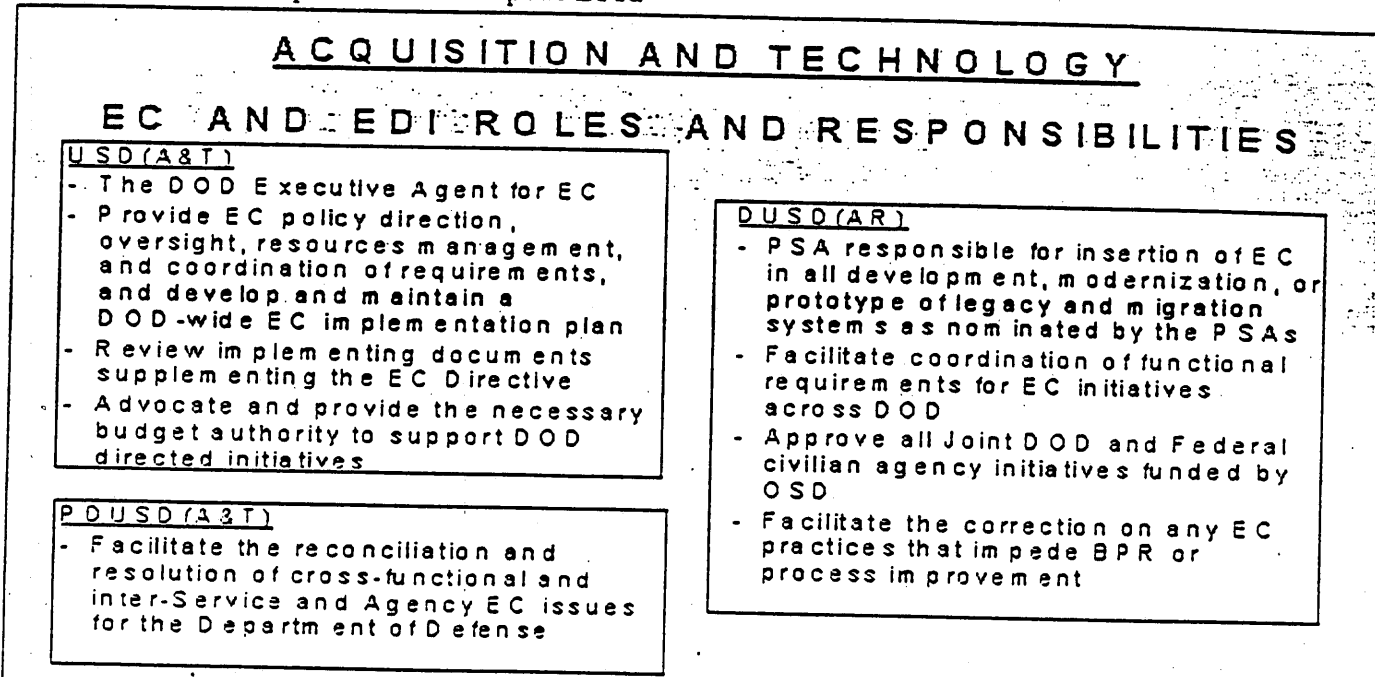 ACQUISITION AND TECHNOLOGY
EC AND EDI ROLES AND RESPONSIBILITIES
USD(A&T)
- The DOD Executive Agent for EC
- Provide EC policy direction,
oversight, resources management,
and coordination of requirements,
and develop and maintain a
DOD-wide EC implementation plan
- Review implementing documents
supplementing the EC Directive
- Advocate and provide the necessary
budget authority to support DOD
directed initiatives
PDUSD(A&T)
- Facilitate the reconciliation and
resolution of cross-functional and
inter-Service and Agency EC issues
for the Department of Defense
DUSD(AR)
- PSA responsible for insertion of EC
in all development, modernization, or
prototype of legacy and migration
systems as nominated by the PSAs
- Facilitate coordination of functional
requirements for EC initiatives
across DOD
- Approve all Joint DOD and Federal
civilian agency initiatives funded by
OSD
- Facilitate the correction on any EC
practices that impede BPR or
process improvement